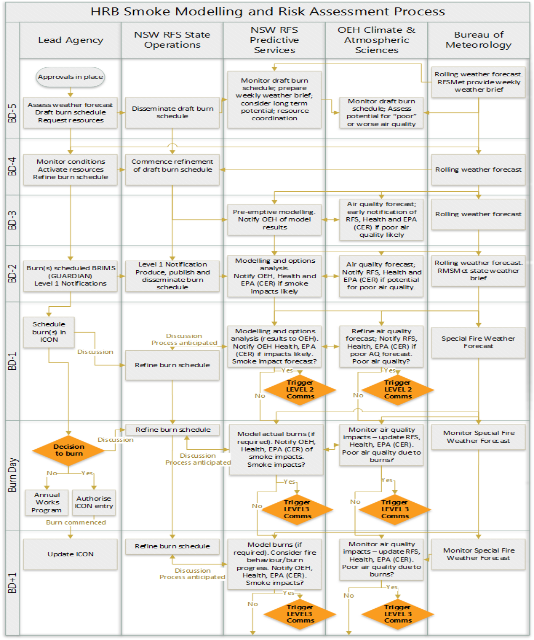 HRB Smoke Modelling and Risk Assessment Process
Lead Agency
NSW RFS State
Operations
NSW RFS
Predictive
Services
OEH Climate &
Atmospheric
Sciences
Bureau of
Meteorology
BD-5
Approvals in place
Assess weather forecast
Draft burn schedule
Request resources
Disseminate draft burn
schedule
Monitor draft burn
schedule; prepare
weekly weather brief,
consider long term
potential; resource
coordination
Monitor draft burn
schedule; Assess
potential for "poor"
or worse air quality
Rolling weather forecast
RFSMet provide weekly
weather brief
BD-4
Monitor conditions
Activate resources
Refine burn schedule
Commence refinement
of draft burn schedule
Rolling weather forecast
BD-3
Pre-emptive modelling.
Notify OEH of model
results
Air quality forecast;
early notification of
RFS, Health and EPA
(CER) if poor air
quality likely
Rolling weather forecast
BD-2
Burn(s) scheduled BRIMS
(GUARDIAN)
Level 1 Notifications
Level 1 Notification
Produce, publish and
disseminate burn
schedule
Modelling and options
analysis.
Notify OEH, Health and
EPA (CER) if smoke
impacts likely
Air quality forecast;
Notify RFS, Health and
EPA (CER) if potential
for poor air quality
Rolling weather forecast.
RMSMet state weather
brief
BD-1
Schedule
burn(s) in
ICON
Discussion
Discussion
Process anticipated
Refine burn schedule
Modelling and options
analysis (results to OEH).
Notify OEH Health, EPA
(CER) if impacts likely.
Smoke impact forecast?
Yes
No
Trigger
LEVEL 2
Comms
Refine air quality
forecast; Notify RFS,
Health, EPA (CER) if
poor AQ forecast.
Poor air quality?
Yes
No
Trigger
LEVEL 2
Comms
Special Fire Weather
Forecast
Burn Day
Decision
to burn
Discussion
No
Yes
Annual
Works
Program
Authorise
ICON entry
Burn commenced
Refine burn schedule
Discussion
Process anticipated
Model actual burns (if
required). Notify OEH,
Health, EPA (CER) of
smoke impacts.
Smoke impacts?
Yes
No
Trigger
LEVEL3
Comms
Monitor air quality
impacts – update RFS,
Health, EPA (CER).
Poor air quality due to
burns?
Yes
No
Trigger
LEVEL 3
Comms
Monitor Special Fire
Weather Forecast
BD+1
Update ICON
Refine burn schedule
Discussion
Process anticipated
Model burns (if
required). Consider fire
behaviour/burn
progress. Notify OEH,
Health, EPA (CER).
Smoke impacts?
Yes
No
Trigger
LEVEL3
Comms
Monitor air quality
impacts – update RFS,
Health, EPA (CER).
Poor air quality due to
burns?
Yes
No
Trigger
LEVEL 3
Comms
Monitor Special Fire
Weather Forecast